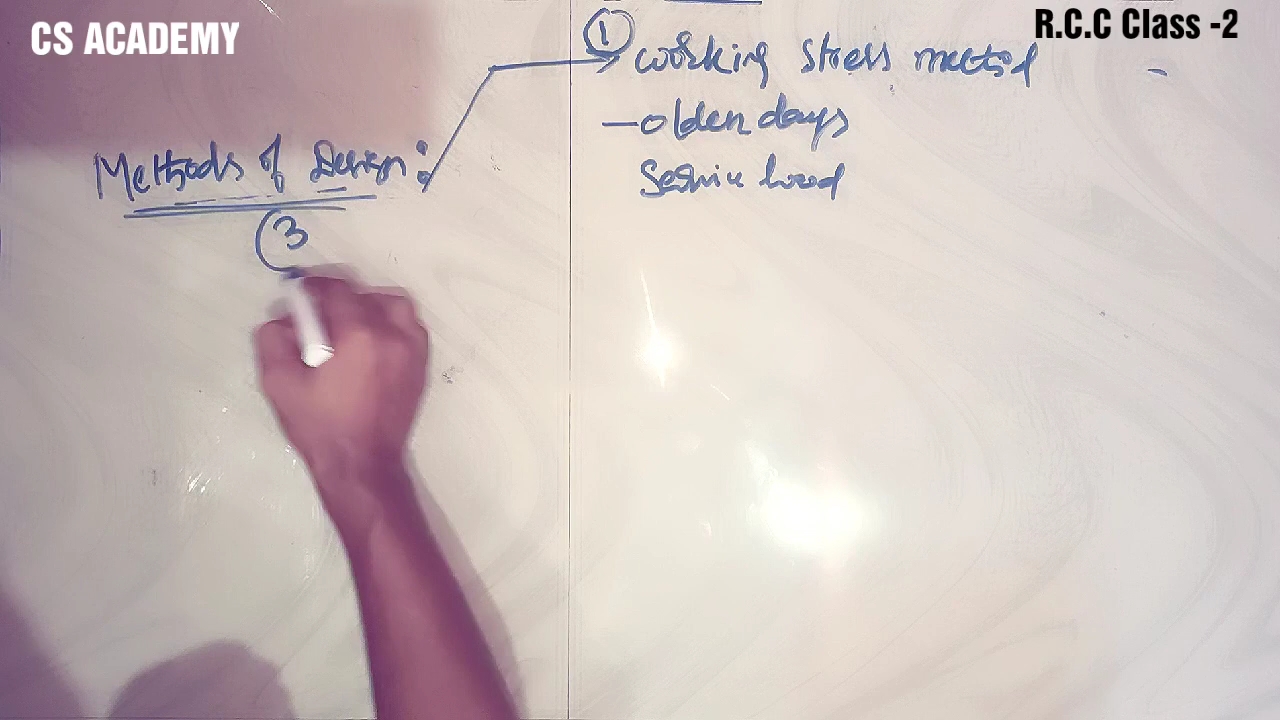 CS ACADEMY
R.C.C Class -2
Methods of Design:
3
1 working stress method -
- olden days
Service load